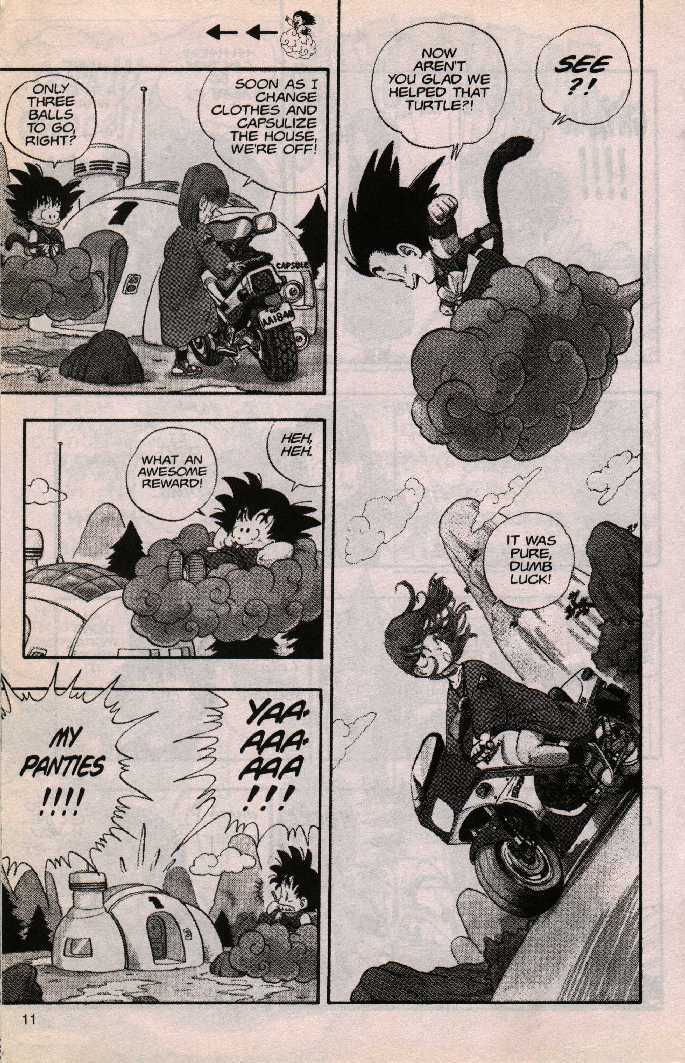 SEE
?!
NOW
AREN'T
YOU GLAD WE
HELPED THAT
TURTLE?!
IT WAS
PURE,
DUMB
LUCK!
SOON AS I
CHANGE
CLOTHES AND
CAPSULIZE
THE HOUSE,
WE'RE OFF!
ONLY
THREE
BALLS
TO GO,
RIGHT?
1
CAPSULE
HEH,
HEH.
WHAT AN
AWESOME
REWARD!
YAA-
AAA-
AAA
!!!
MY
PANTIES
!!!!
11